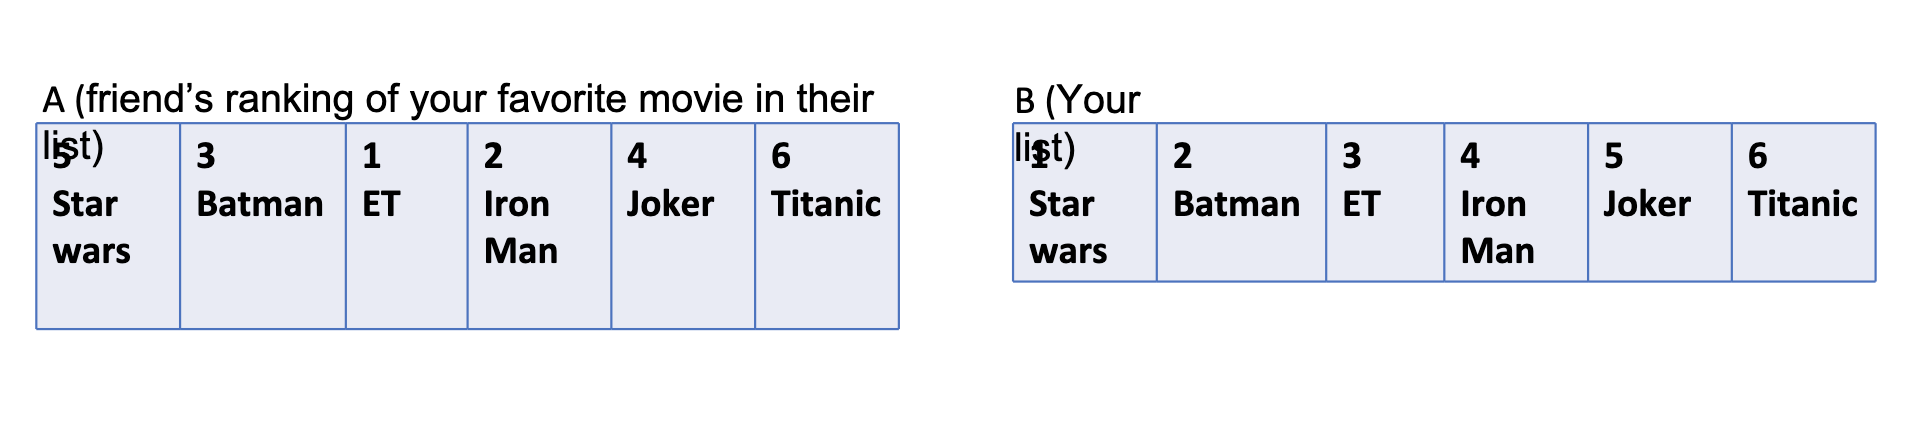 A (friend’s ranking of your favorite movie in their
list)
5
Star
wars
3
Batman
1
ET
2
Iron
Man
4
Joker
6
Titanic
B (Your
list)
1
Star
wars
2
Batman
3
ET
4
Iron
Man
5
Joker
6
Titanic